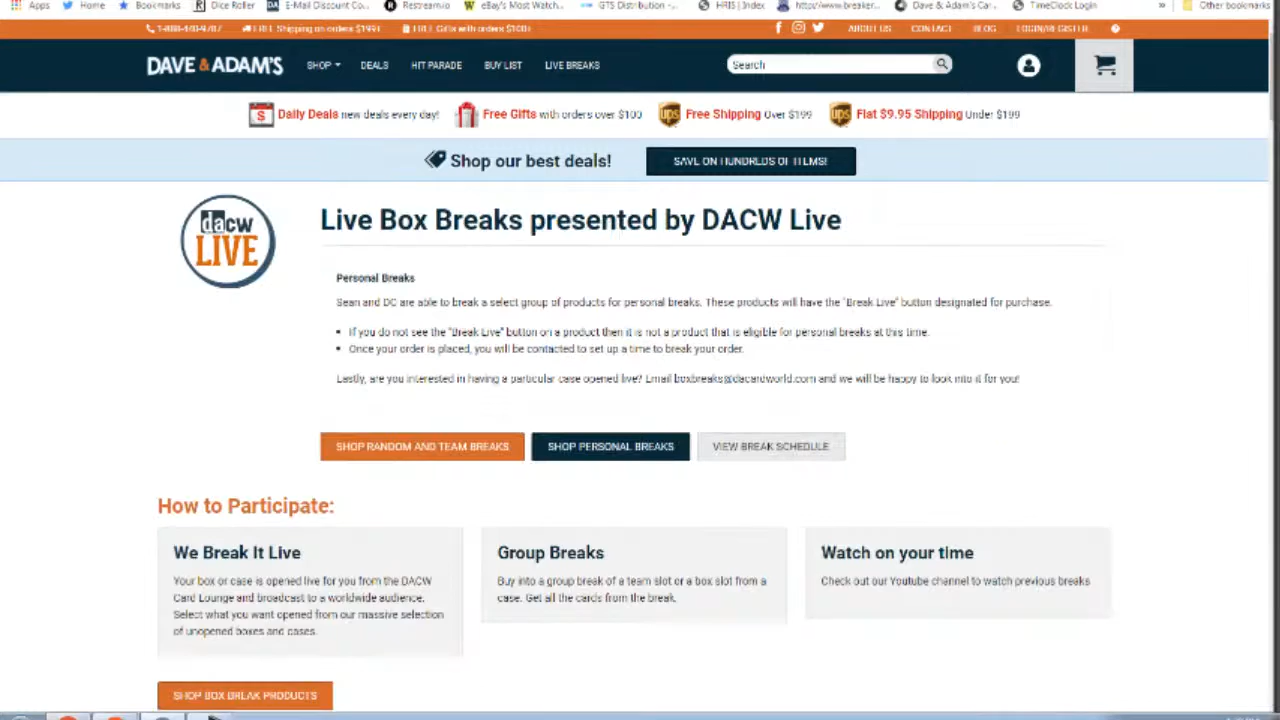 Apps Home Bookmarks Dice Roller E-Mail Discount Co... Restream.io eBay's Most Watch... GTS Distribution -... HRIS | Index http://www.breaker... Dave & Adam's Car... TimeClock Login » Other bookmarks
FREE Shipping on orders $199+ FREE Gifts with orders $100+ ABOUT US CONTACT BLOG LOGIN/REGISTER
DAVE & ADAM'S SHOP DEALS HIT PARADE BUY LIST LIVE BREAKS Search
Daily Deals new deals every day! Free Gifts with orders over $100 Free Shipping Over $199 Flat $9.95 Shipping Under $199
Shop our best deals! SAVE ON HUNDREDS OF ITEMS!
dacw LIVE
Live Box Breaks presented by DACW Live
Personal Breaks
Sean and DC are able to break a select group of products for personal breaks. These products will have the "Break Live" button designated for purchase.
If you do not see the "Break Live" button on a product then it is not a product that is eligible for personal breaks at this time.
Once your order is placed, you will be contacted to set up a time to break your order.
Lastly, are you interested in having a particular case opened live? Email boxbreaks@dacardworld.com and we will be happy to look into it for you!
SHOP RANDOM AND TEAM BREAKS SHOP PERSONAL BREAKS VIEW BREAK SCHEDULE
How to Participate:
We Break It Live
Your box or case is opened live for you from the DACW
Card Lounge and broadcast to a worldwide audience.
Select what you want opened from our massive selection
of unopened boxes and cases.
Group Breaks
Buy into a group break of a team slot or a box slot from a
case. Get all the cards from the break.
Watch on your time
Check out our Youtube channel to watch previous breaks
SHOP BOX BREAK PRODUCTS